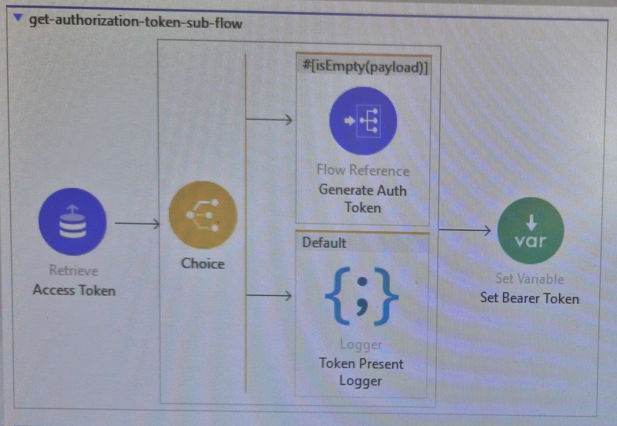 get-authorization-token-sub-flow
#[isEmpty(payload)]
Flow Reference
Generate Auth
Token
Retrieve
Access Token
Choice
Default
{;}
Logger
Token Present
Logger
var
Set Variable
Set Bearer Token